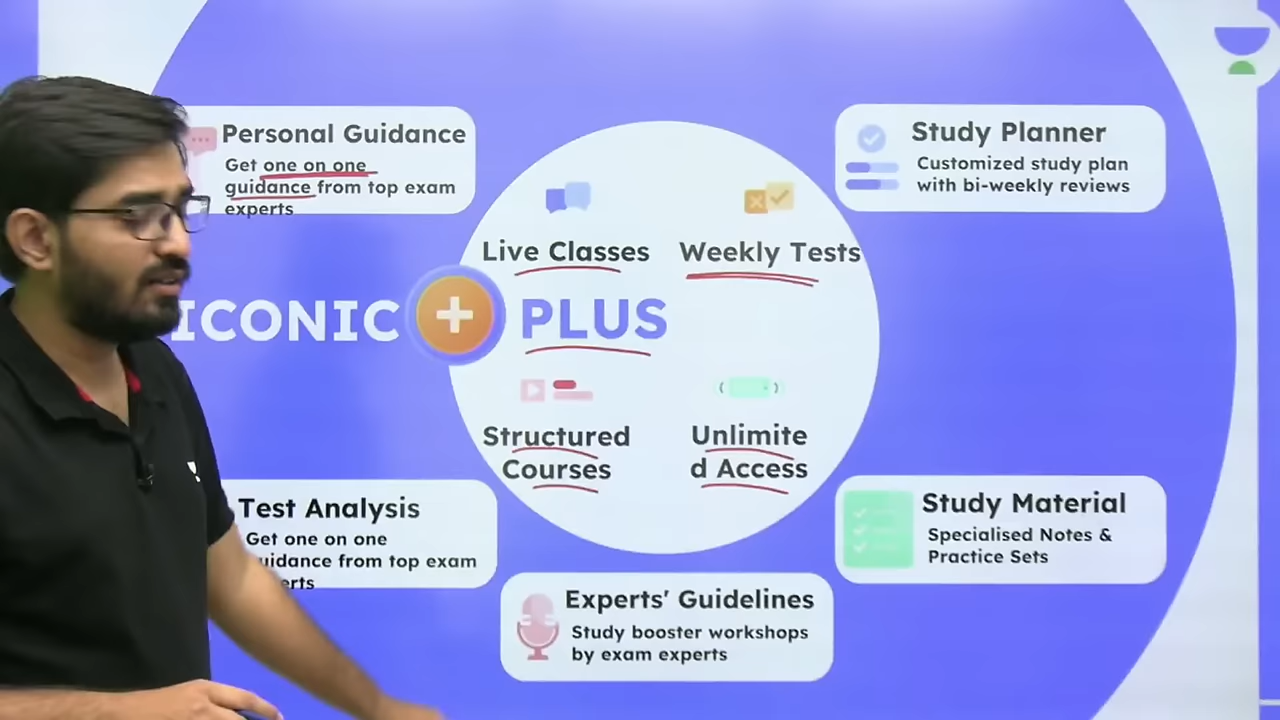 Personal Guidance
Get one on one
guidance from top exam
experts
Study Planner
Customized study plan
with bi-weekly reviews
Live Classes
Weekly Tests
ICONIC
+
PLUS
Structured
Courses
Unlimite
d Access
Test Analysis
Get one on one
uidance from top exam
erts
Study Material
Specialised Notes &
Practice Sets
Experts' Guidelines
Study booster workshops
by exam experts